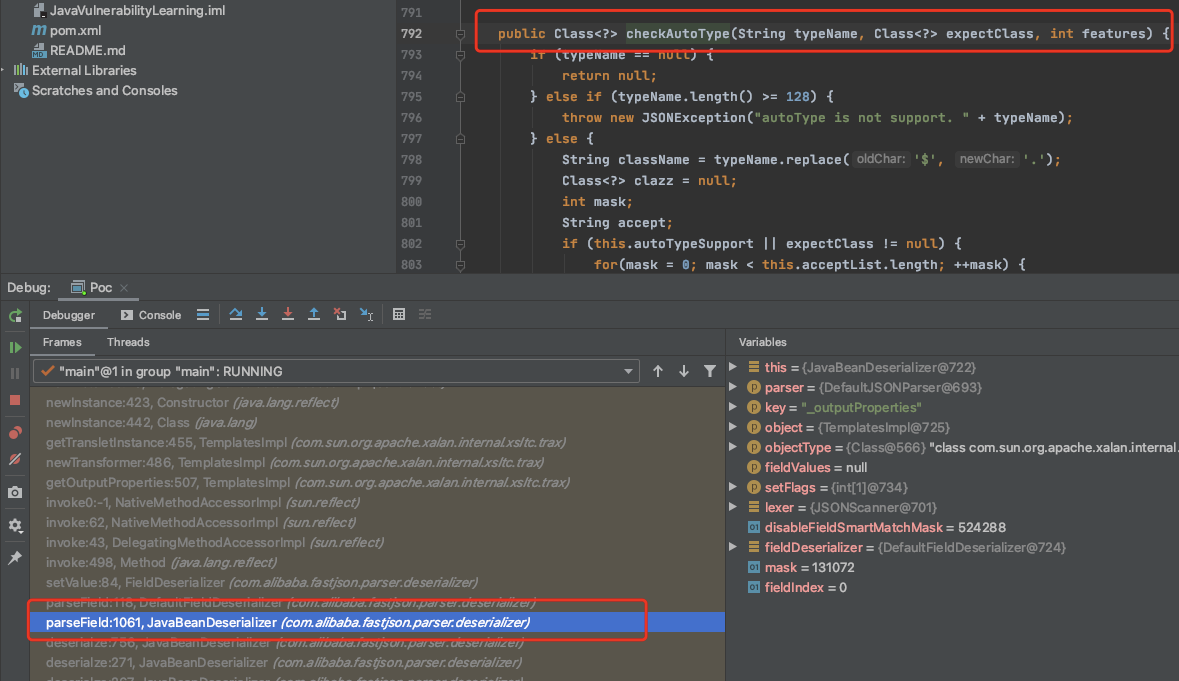 JavaVulnerabilityLearning.iml
pom.xml
README.md
External Libraries
Scratches and Consoles
791
792 public Class<?> checkAutoType(String typeName, Class<?> expectClass, int features) {
793 if (typeName == null) {
794 return null;
795 } else if (typeName.length() >= 128) {
796 throw new JSONException("autoType is not support. " + typeName);
797 } else {
798 String className = typeName.replace( oldChar: '$', newChar: '.');
799 Class<?> clazz = null;
800 int mask;
801 String accept;
802 if (this.autoTypeSupport || expectClass != null) {
803 for(mask = 0; mask < this.acceptList.length; ++mask) {
Debug: Poc
Debugger Console
Frames Threads
"main"@1 in group "main": RUNNING
newInstance:423, Constructor (java.lang.reflect)
newInstance:442, Class (java.lang)
getTransletInstance:455, TemplatesImpl (com.sun.org.apache.xalan.internal.xsltc.trax)
newTransformer:486, TemplatesImpl (com.sun.org.apache.xalan.internal.xsltc.trax)
getOutputProperties:507, TemplatesImpl (com.sun.org.apache.xalan.internal.xsltc.trax)
invoke0:-1, NativeMethodAccessorImpl (sun.reflect)
invoke:62, NativeMethodAccessorImpl (sun.reflect)
invoke:43, DelegatingMethodAccessorImpl (sun.reflect)
invoke:498, Method (java.lang.reflect)
setValue:84, FieldDeserializer (com.alibaba.fastjson.parser.deserializer)
parseField:118, DefaultFieldDeserializer (com.alibaba.fastjson.parser.deserializer)
parseField:1061, JavaBeanDeserializer (com.alibaba.fastjson.parser.deserializer)
deserialze:756, JavaBeanDeserializer (com.alibaba.fastjson.parser.deserializer)
deserialze:271, JavaBeanDeserializer (com.alibaba.fastjson.parser.deserializer)
Variables
this = {JavaBeanDeserializer@722}
parser = {DefaultJSONParser@693}
key = "_outputProperties"
object = {TemplatesImpl@725}
objectType = {Class@566} "class com.sun.org.apache.xalan.internal.
fieldValues = null
setFlags = {int[1]@734}
lexer = {JSONScanner@701}
disableFieldSmartMatchMask = 524288
fieldDeserializer = {DefaultFieldDeserializer@724}
mask = 131072
fieldIndex = 0